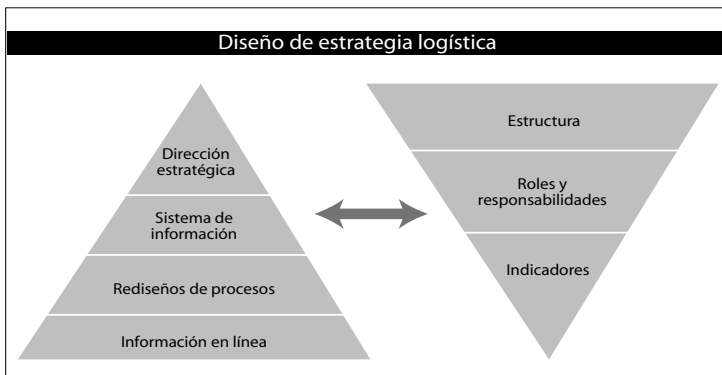 Diseño de estrategia logística
Dirección
estratégica
Sistema de
información
Rediseños de procesos
Información en línea
Estructura
Roles y
responsabilidades
Indicadores